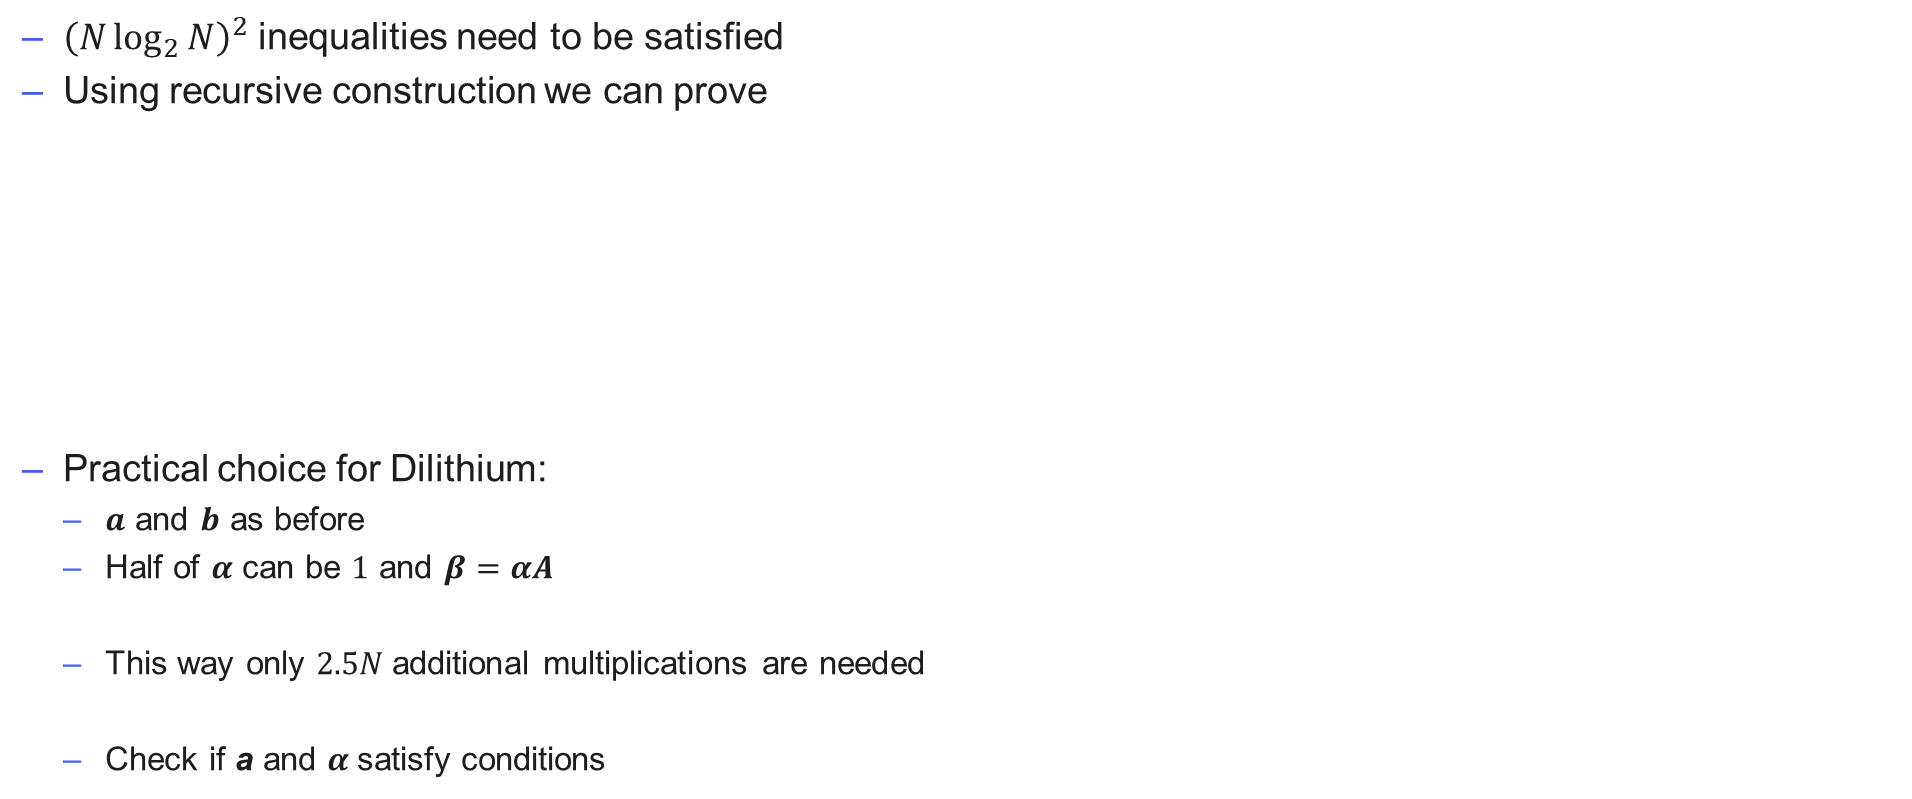 – (N log₂ N)² inequalities need to be satisfied
– Using recursive construction we can prove
– Practical choice for Dilithium:
– a and b as before
– Half of α can be 1 and β = αA
– This way only 2.5N additional multiplications are needed
– Check if a and α satisfy conditions